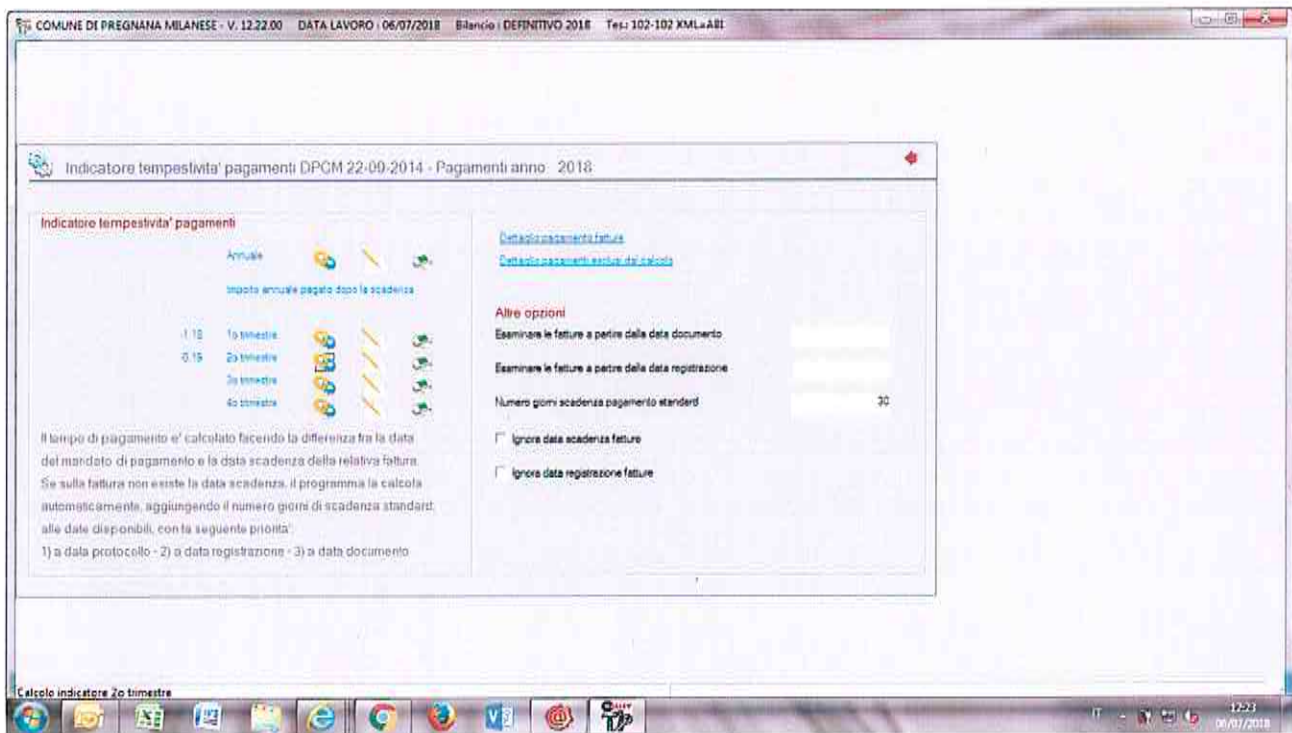 COMUNE DI PREGNANA MILANESE - V. 12.22.00 DATA LAVORO : 06/07/2018 Bilancio : DEFINITIVO 2018 Tes.: 102-102 XML+ABI
Indicatore tempestivita' pagamenti DPCM 22-09-2014 - Pagamenti anno 2018
Indicatore tempestivita' pagamenti
Annuale
Importo annuale pagato dopo la scadenza
1o trimestre
2o trimestre
3o trimestre
4o trimestre
Il tempo di pagamento e' calcolato facendo la differenza fra la data
del mandato di pagamento e la data scadenza della relativa fattura.
Se sulla fattura non esiste la data scadenza, il programma la calcola
automaticamente, aggiungendo il numero giorni di scadenza standard,
alle date disponibili, con la seguente priorita':
1) a data protocollo - 2) a data registrazione - 3) a data documento
Dettaglio pagamento fatture
Dettaglio pagamenti esclusi dal calcolo
Altre opzioni
Esaminare le fatture a partire dalla data documento
Esaminare le fatture a partire dalla data registrazione
Numero giorni scadenza pagamento standard 30
Ignora data scadenza fatture
Ignora data registrazione fatture
Calcolo indicatore 2o trimestre
IT
12:23
06/07/2018